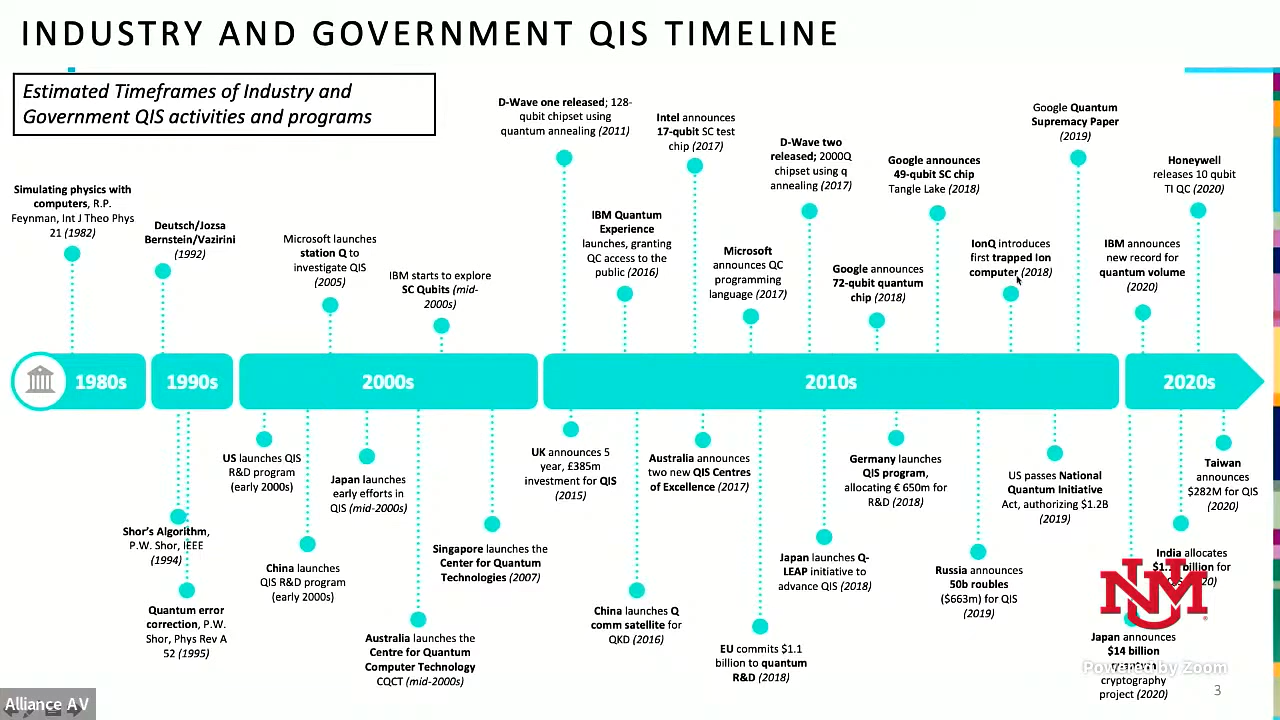 INDUSTRY AND GOVERNMENT QIS TIMELINE
Estimated Timeframes of Industry and
Government QIS activities and programs
Simulating physics with
computers, R.P.
Feynman, Int J Theo Phys
21 (1982)
Deutsch/Jozsa
Bernstein/Vazirini
(1992)
Microsoft launches
station Q to
investigate QIS
(2005)
IBM starts to explore
SC Qubits (mid-
2000s)
D-Wave one released; 128-
qubit chipset using
quantum annealing (2011)
IBM Quantum
Experience
launches, granting
QC access to the
public (2016)
Intel announces
17-qubit SC test
chip (2017)
Microsoft
announces QC
programming
language (2017)
D-Wave two
released; 2000Q
chipset using q
annealing (2017)
Google announces
72-qubit quantum
chip (2018)
Google announces
49-qubit SC chip
Tangle Lake (2018)
IonQ introduces
first trapped Ion
computer (2018)
Google Quantum
Supremacy Paper
(2019)
IBM announces
new record for
quantum volume
(2020)
Honeywell
releases 10 qubit
TI QC (2020)
1980s
1990s
2000s
2010s
2020s
Shor's Algorithm,
P.W. Shor, IEEE
(1994)
Quantum error
correction, P.W.
Shor, Phys Rev A
52 (1995)
US launches QIS
R&D program
(early 2000s)
China launches
QIS R&D program
(early 2000s)
Japan launches
early efforts in
QIS (mid-2000s)
Australia launches the
Centre for Quantum
Computer Technology
CQCT (mid-2000s)
Singapore launches the
Center for Quantum
Technologies (2007)
UK announces 5
year, £385m
investment for QIS
(2015)
China launches Q
comm satellite for
QKD (2016)
Australia announces
two new QIS Centres
of Excellence (2017)
EU commits $1.1
billion to quantum
R&D (2018)
Japan launches Q-
LEAP initiative to
advance QIS (2018)
Germany launches
QIS program,
allocating € 650m for
R&D (2018)
Russia announces
50b roubles
($663m) for QIS
(2019)
US passes National
Quantum Initiative
Act, authorizing $1.2B
(2019)
Japan announces
$14 billion
cryptography
project (2020)
India allocates
billion for
Taiwan
announces
$282M for QIS
(2020)
UNM
Powered by Zoom
3
Alliance AV